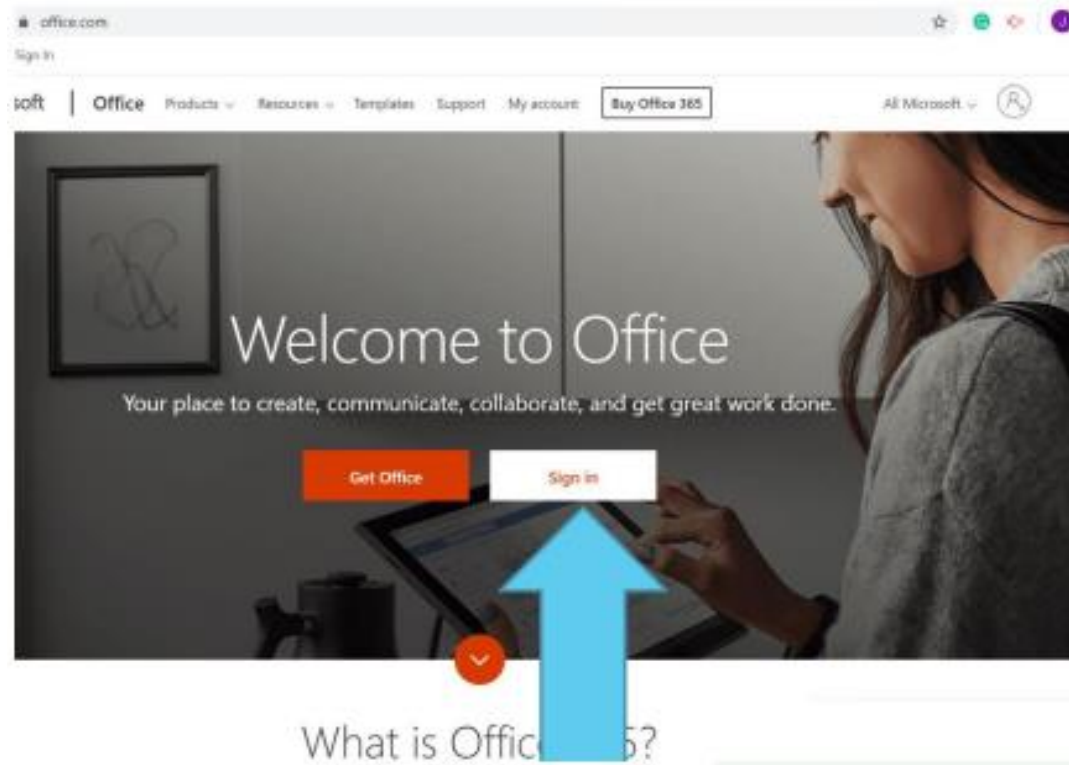 office.com
Sign In
soft | Office Products Resources Templates Support My account Buy Office 365 All Microsoft
Welcome to Office
Your place to create, communicate, collaborate, and get great work done.
Get Office Sign in
What is Offic 5?